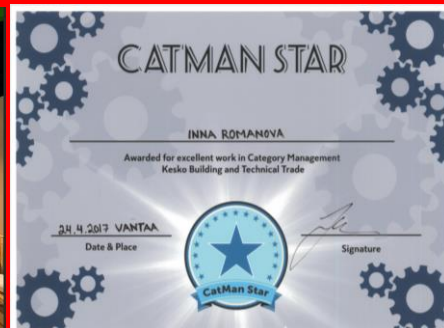 CATMAN STAR
INNA ROMANOVA
Awarded for excellent work in Category Management
Kesko Building and Technical Trade
24.4.2017 VANTAA
Date & Place
Signature
CatMan Star